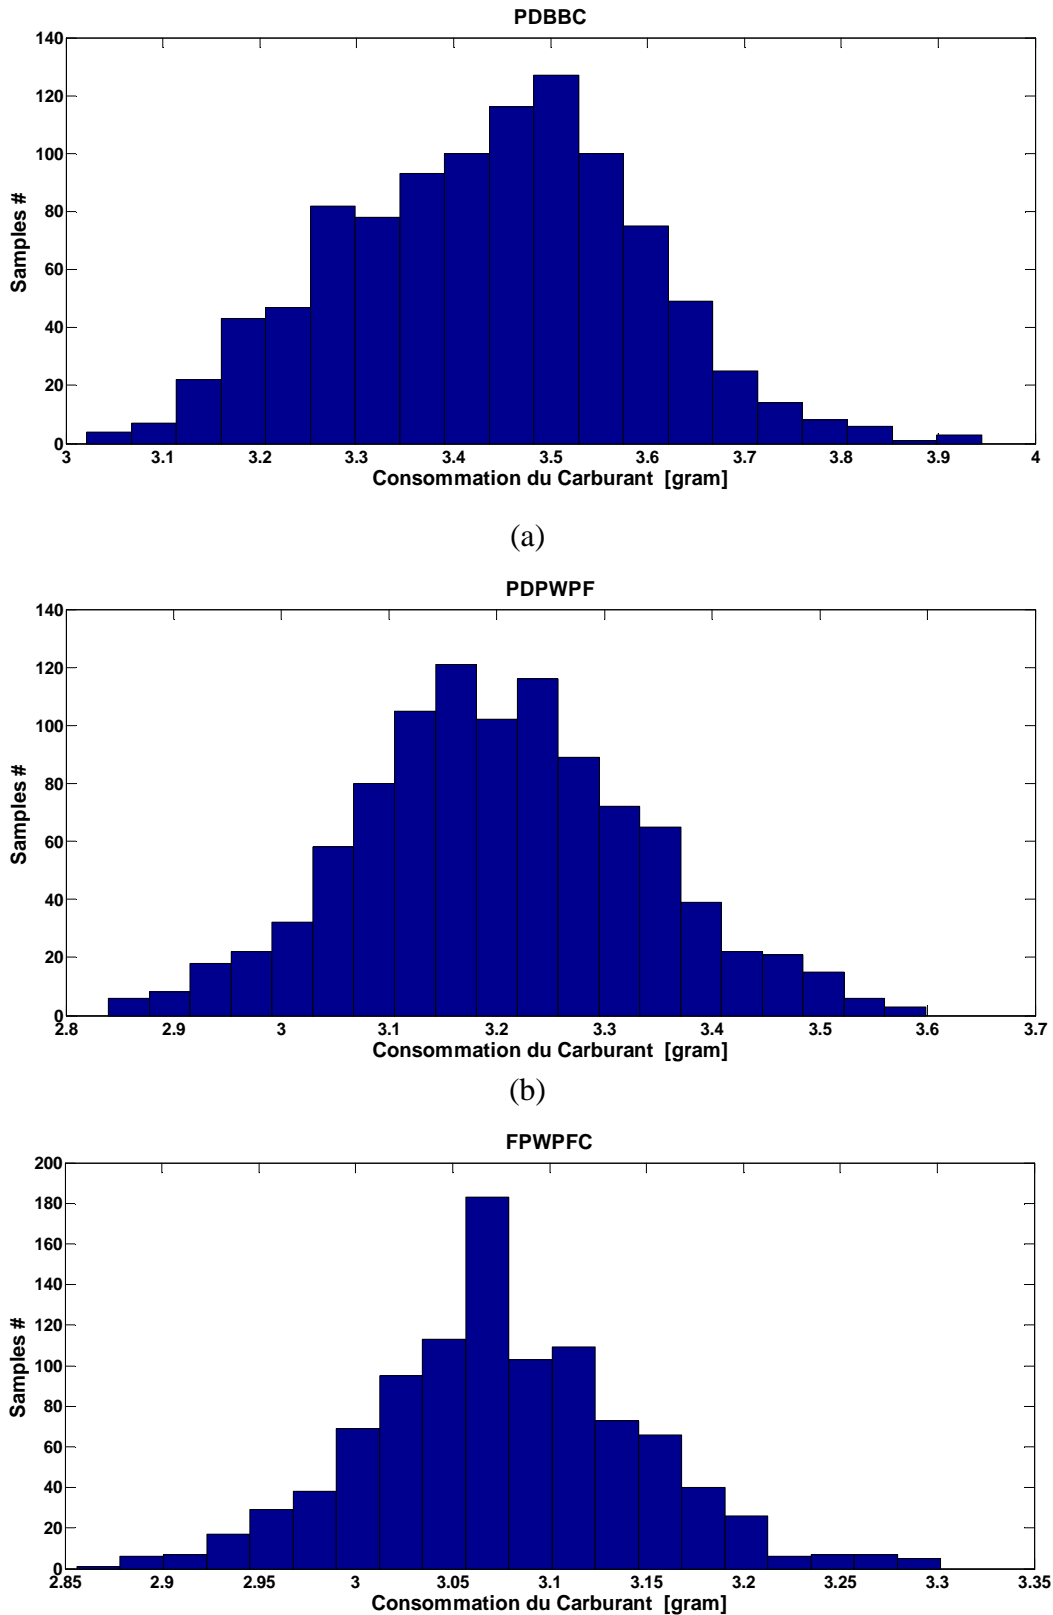 PDBBC
140
120
100
80
60
40
20
0
Samples #
3 3.1 3.2 3.3 3.4 3.5 3.6 3.7 3.8 3.9 4
Consommation du Carburant [gram]
(a)
PDPWPF
140
120
100
80
60
40
20
0
Samples #
2.8 2.9 3 3.1 3.2 3.3 3.4 3.5 3.6 3.7
Consommation du Carburant [gram]
(b)
FPWPFC
200
180
160
140
120
100
80
60
40
20
0
Samples #
2.85 2.9 2.95 3 3.05 3.1 3.15 3.2 3.25 3.3 3.35
Consommation du Carburant [gram]